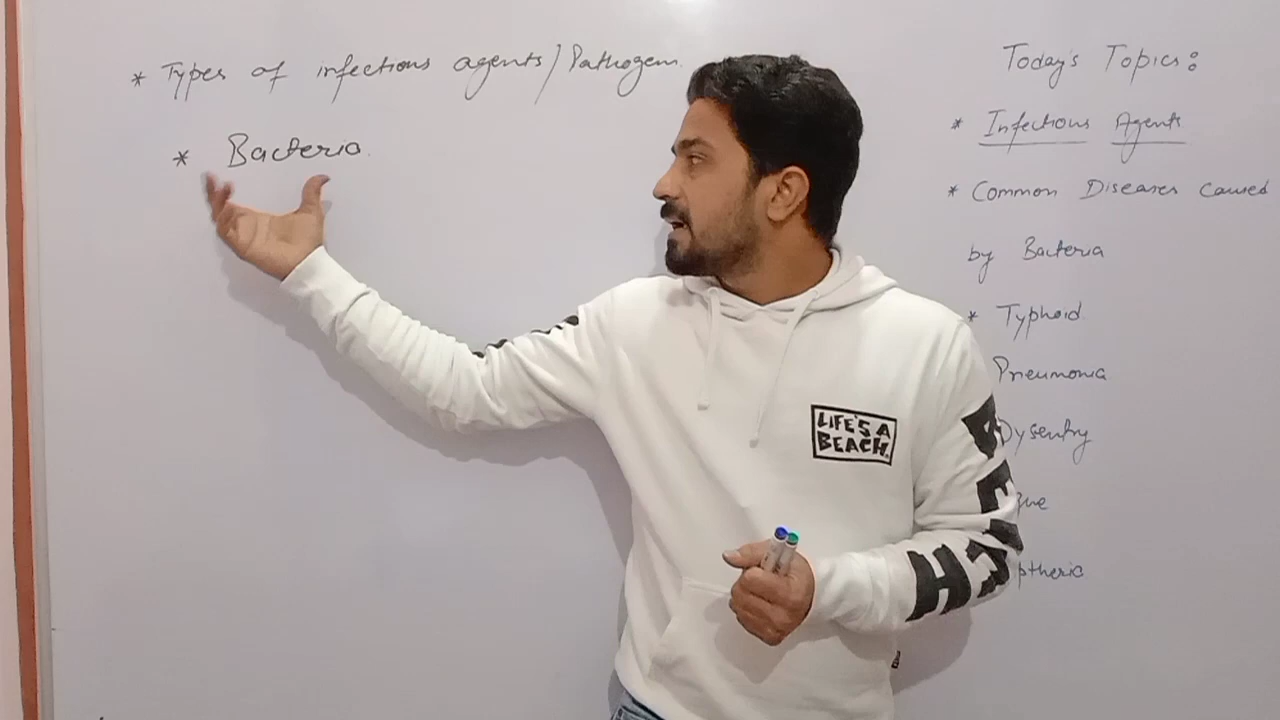 * Types of infectious agents/Pathogen.
* Bacteria.
Today's Topics:
* Infectious Agents
* Common Diseases Caused
by Bacteria
* Typhoid
Pneumonia
Dysentry
ptheria
LIFE'S A
BEACH
BEACH